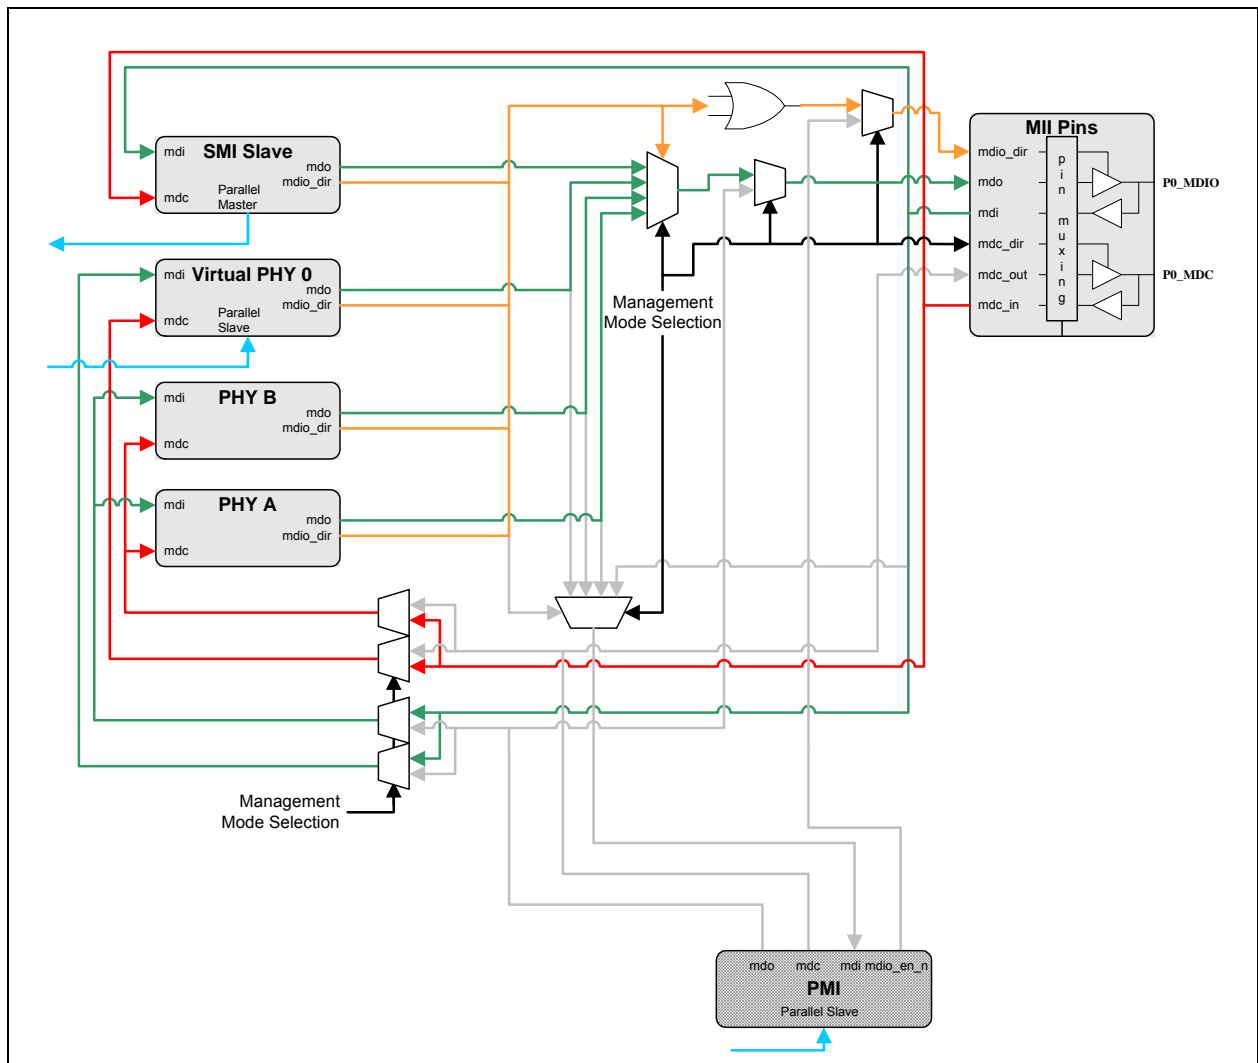 SMI Slave
mdi
mdo
mdio_dir
mdc
Parallel
Master
Virtual PHY 0
mdi
mdo
mdio_dir
mdc
Parallel
Slave
PHY B
mdi
mdo
mdio_dir
mdc
PHY A
mdi
mdo
mdio_dir
mdc
Management
Mode Selection
Management
Mode Selection
MII Pins
mdio_dir
mdo
mdi
mdc_dir
mdc_out
mdc_in
pin muxing
P0_MDIO
P0_MDC
mdo mdc mdi mdio_en_n
PMI
Parallel Slave